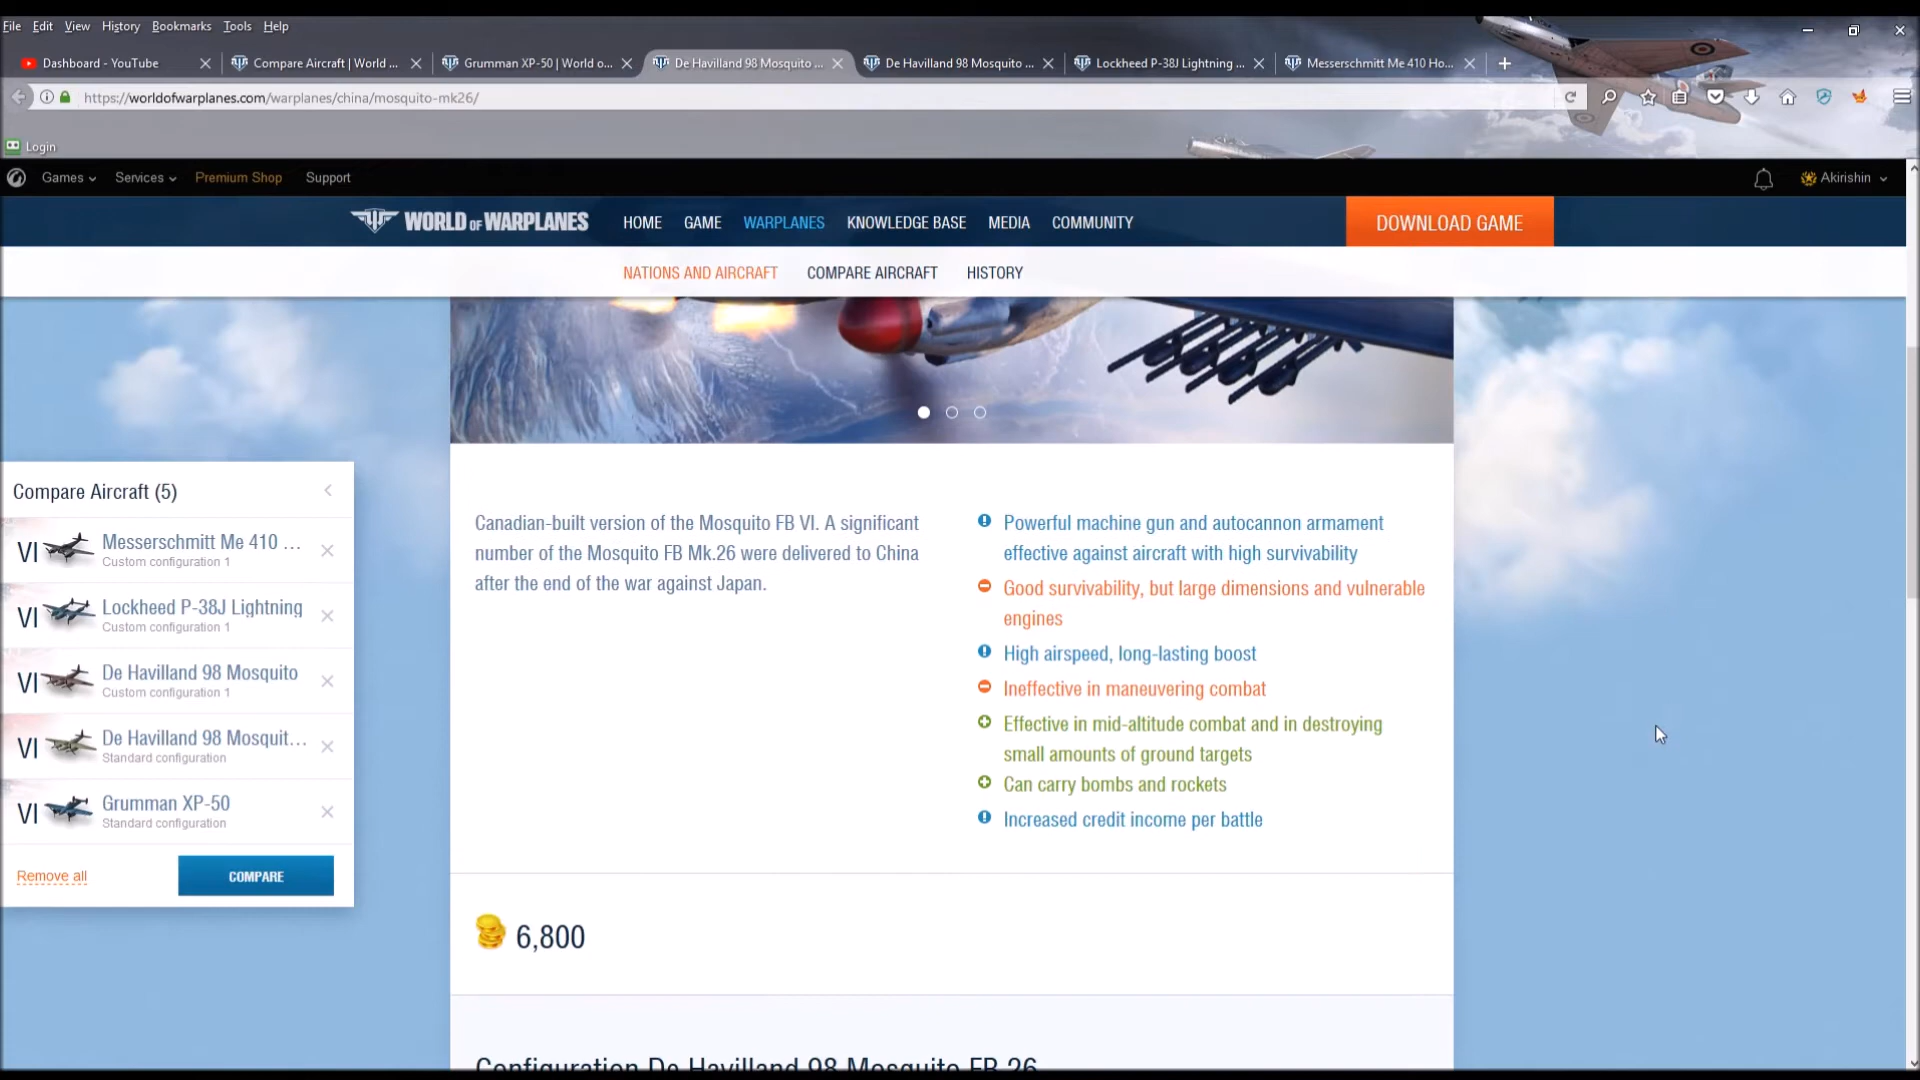 File Edit View History Bookmarks Tools Help
Dashboard - YouTube
Compare Aircraft | World ...
Grumman XP-50 | World o...
De Havilland 98 Mosquito ...
De Havilland 98 Mosquito ...
Lockheed P-38J Lightning ...
Messerschmitt Me 410 Ho...
https://worldofwarplanes.com/warplanes/china/mosquito-mk26/
Login
Games Services Premium Shop Support
Akirishin
WORLD OF WARPLANES
HOME GAME WARPLANES KNOWLEDGE BASE MEDIA COMMUNITY
DOWNLOAD GAME
NATIONS AND AIRCRAFT COMPARE AIRCRAFT HISTORY
Compare Aircraft (5)
VI Messerschmitt Me 410 ...
Custom configuration 1
VI Lockheed P-38J Lightning
Custom configuration 1
VI De Havilland 98 Mosquito
Custom configuration 1
VI De Havilland 98 Mosquit...
Standard configuration
VI Grumman XP-50
Standard configuration
Remove all
COMPARE
Canadian-built version of the Mosquito FB VI. A significant
number of the Mosquito FB Mk.26 were delivered to China
after the end of the war against Japan.
Powerful machine gun and autocannon armament
effective against aircraft with high survivability
Good survivability, but large dimensions and vulnerable
engines
High airspeed, long-lasting boost
Ineffective in maneuvering combat
Effective in mid-altitude combat and in destroying
small amounts of ground targets
Can carry bombs and rockets
Increased credit income per battle
6,800
Configuration De Havilland 98 Mosquito FB 26